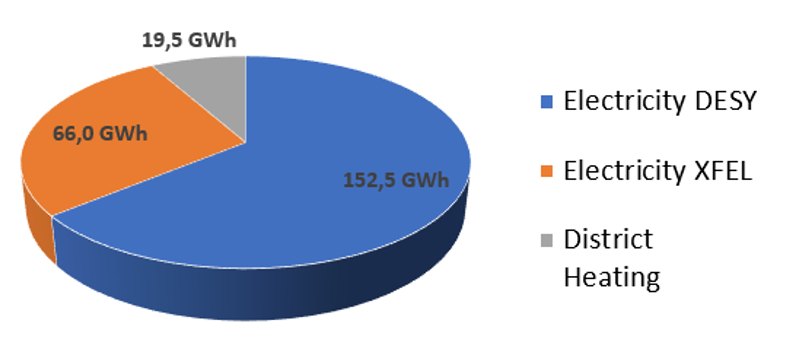 19,5 GWh
66,0 GWh
152,5 GWh
Electricity DESY
Electricity XFEL
District
Heating